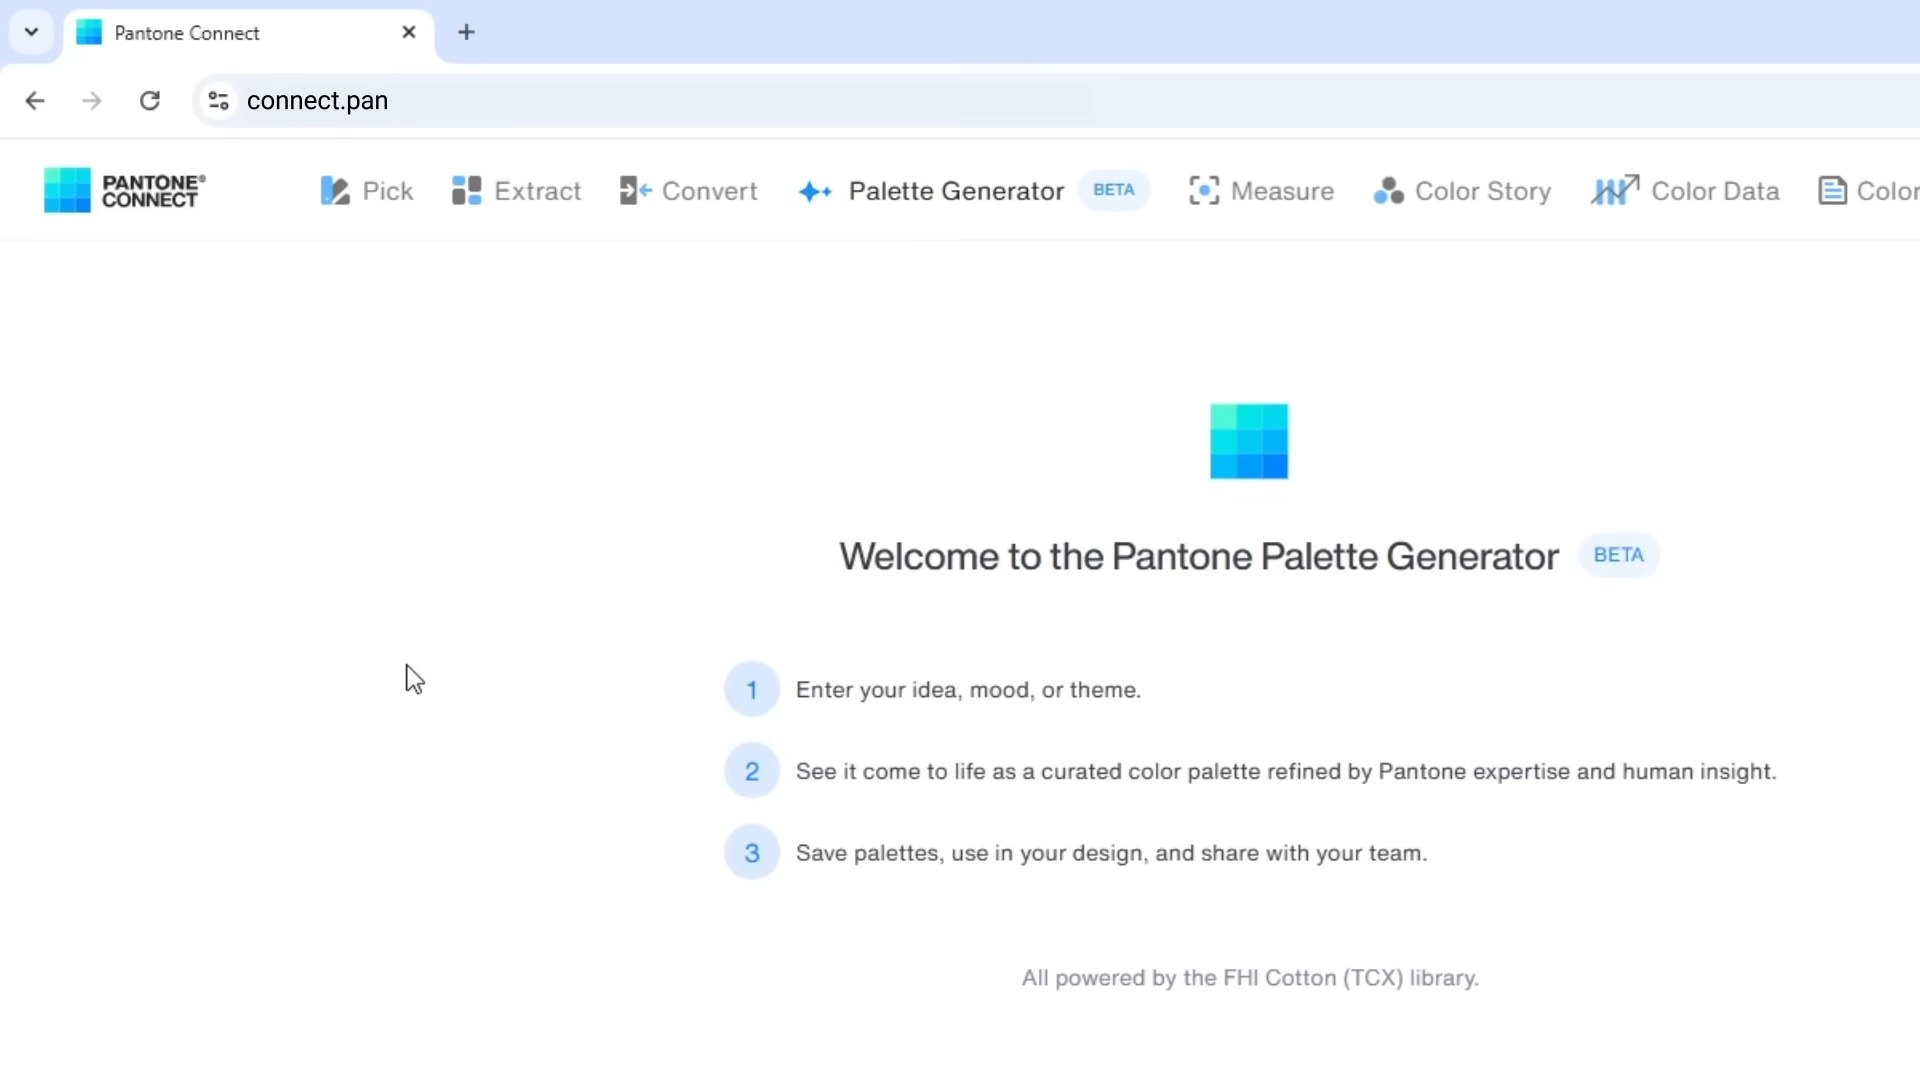 Pantone Connect
connect.pan
PANTONE®
CONNECT
Pick
Extract
Convert
Palette Generator
BETA
Measure
Color Story
Color Data
Color
Welcome to the Pantone Palette Generator BETA
1 Enter your idea, mood, or theme.
2 See it come to life as a curated color palette refined by Pantone expertise and human insight.
3 Save palettes, use in your design, and share with your team.
All powered by the FHI Cotton (TCX) library.